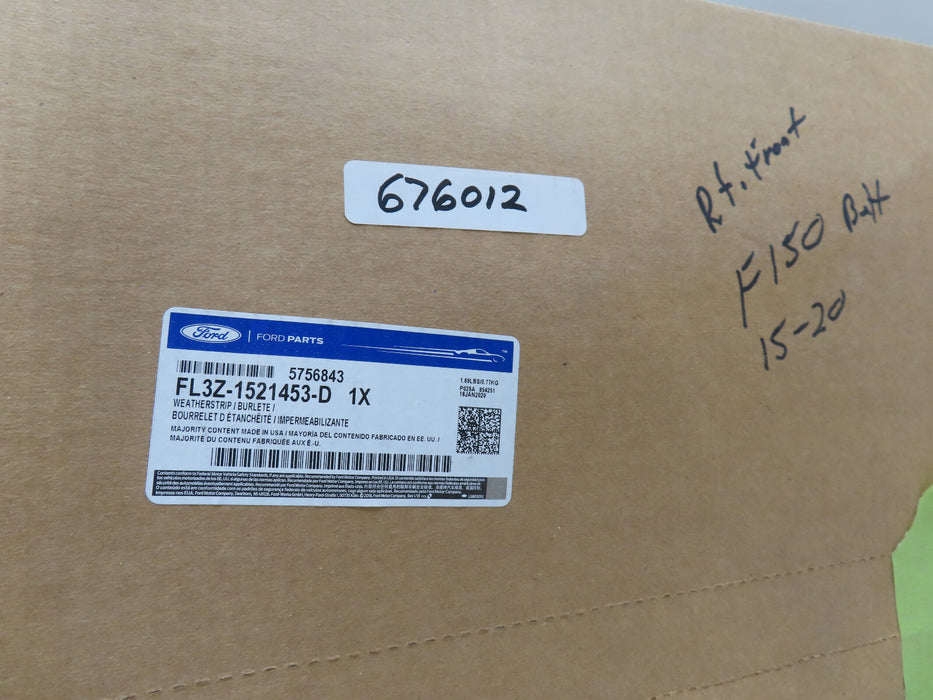 676012
Rt. Front
F150 Belt
15-20
Ford | FORD PARTS
5756843
FL3Z-1521453-D 1X
WEATHERSTRIP / BURLETE /
BOURRELET D'ÉTANCHÉITÉ / IMPERMEABILIZANTE
MAJORITY CONTENT MADE IN USA / MAYORÍA DEL CONTENIDO FABRICADO EN EE. UU. /
MAJORITÉ DU CONTENU FABRIQUÉE AUX É.-U.
1.69LBS/0.77KG
P025A 894251
16JAN2020